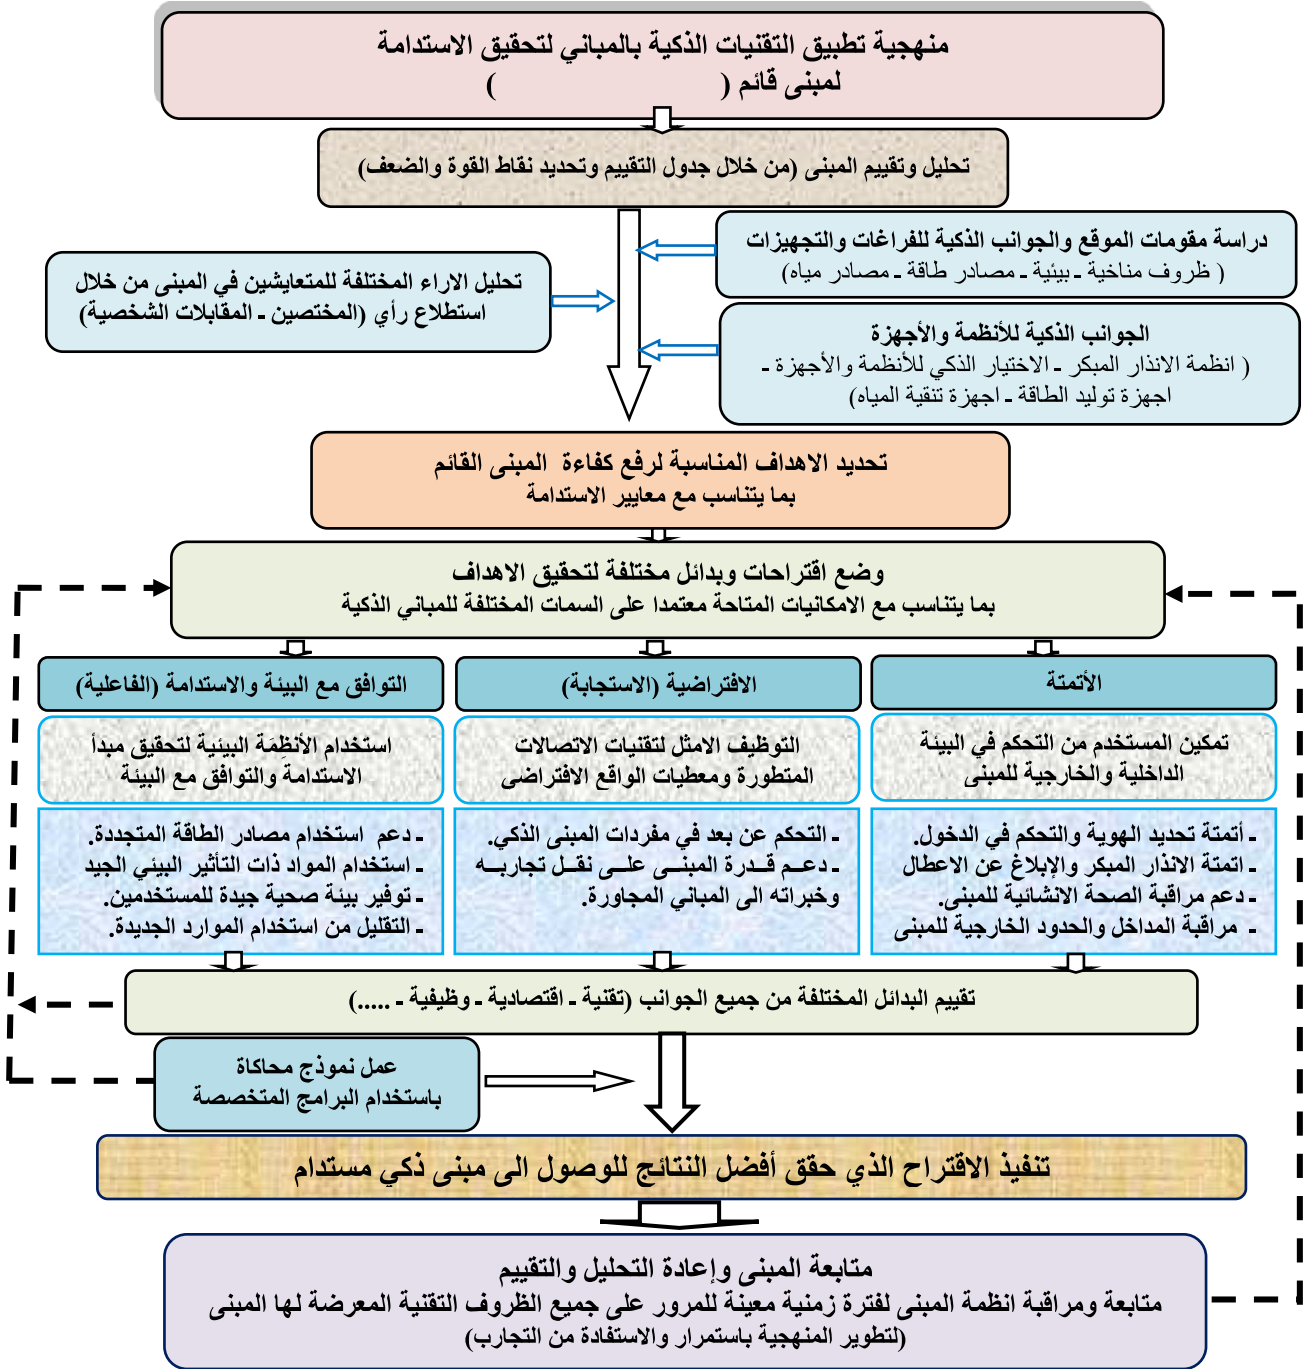 منهجية تطبيق التقنيات الذكية بالمباني لتحقيق الاستدامة
لمبنى قائم (                    )
تحليل وتقييم المبنى (من خلال جدول التقييم وتحديد نقاط القوة والضعف)
دراسة مقومات الموقع والجوانب الذكية للفراغات والتجهيزات
( ظروف مناخية - بيئية - مصادر طاقة - مصادر مياه)
تحليل الاراء المختلفة للمتعايشين في المبنى من خلال
استطلاع رأي (المختصين - المقابلات الشخصية)
الجوانب الذكية للأنظمة والأجهزة
( انظمة الانذار المبكر - الاختيار الذكي للأنظمة والأجهزة -
اجهزة توليد الطاقة - اجهزة تنقية المياه)
تحديد الاهداف المناسبة لرفع كفاءة المبنى القائم
بما يتناسب مع معايير الاستدامة
وضع اقتراحات وبدائل مختلفة لتحقيق الاهداف
بما يتناسب مع الامكانيات المتاحة معتمدا على السمات المختلفة للمباني الذكية
الأتمتة
تمكين المستخدم من التحكم في البيئة
الداخلية والخارجية للمبنى
- أتمتة تحديد الهوية والتحكم في الدخول.
- اتمتة الانذار المبكر والإبلاغ عن الاعطال
- دعم مراقبة الصحة الانشائية للمبنى.
- مراقبة المداخل والحدود الخارجية للمبنى
الافتراضية (الاستجابة)
التوظيف الامثل لتقنيات الاتصالات
المتطورة ومعطيات الواقع الافتراضى
- التحكم عن بعد في مفردات المبنى الذكي.
- دعم قدرة المبنى على نقل تجاربه
وخبراته الى المباني المجاورة.
التوافق مع البيئة والاستدامة (الفاعلية)
استخدام الأنظمَة البيئية لتحقيق مبدأ
الاستدامة والتوافق مع البيئة
- دعم استخدام مصادر الطاقة المتجددة.
- استخدام المواد ذات التأثير البيئي الجيد
- توفير بيئة صحية جيدة للمستخدمين.
- التقليل من استخدام الموارد الجديدة.
تقييم البدائل المختلفة من جميع الجوانب (تقنية - اقتصادية - وظيفية - .....)
عمل نموذج محاكاة
باستخدام البرامج المتخصصة
تنفيذ الاقتراح الذي حقق أفضل النتائج للوصول الى مبنى ذكي مستدام
متابعة المبنى وإعادة التحليل والتقييم
متابعة ومراقبة انظمة المبنى لفترة زمنية معينة للمرور على جميع الظروف التقنية المعرضة لها المبنى
(لتطوير المنهجية باستمرار والاستفادة من التجارب)